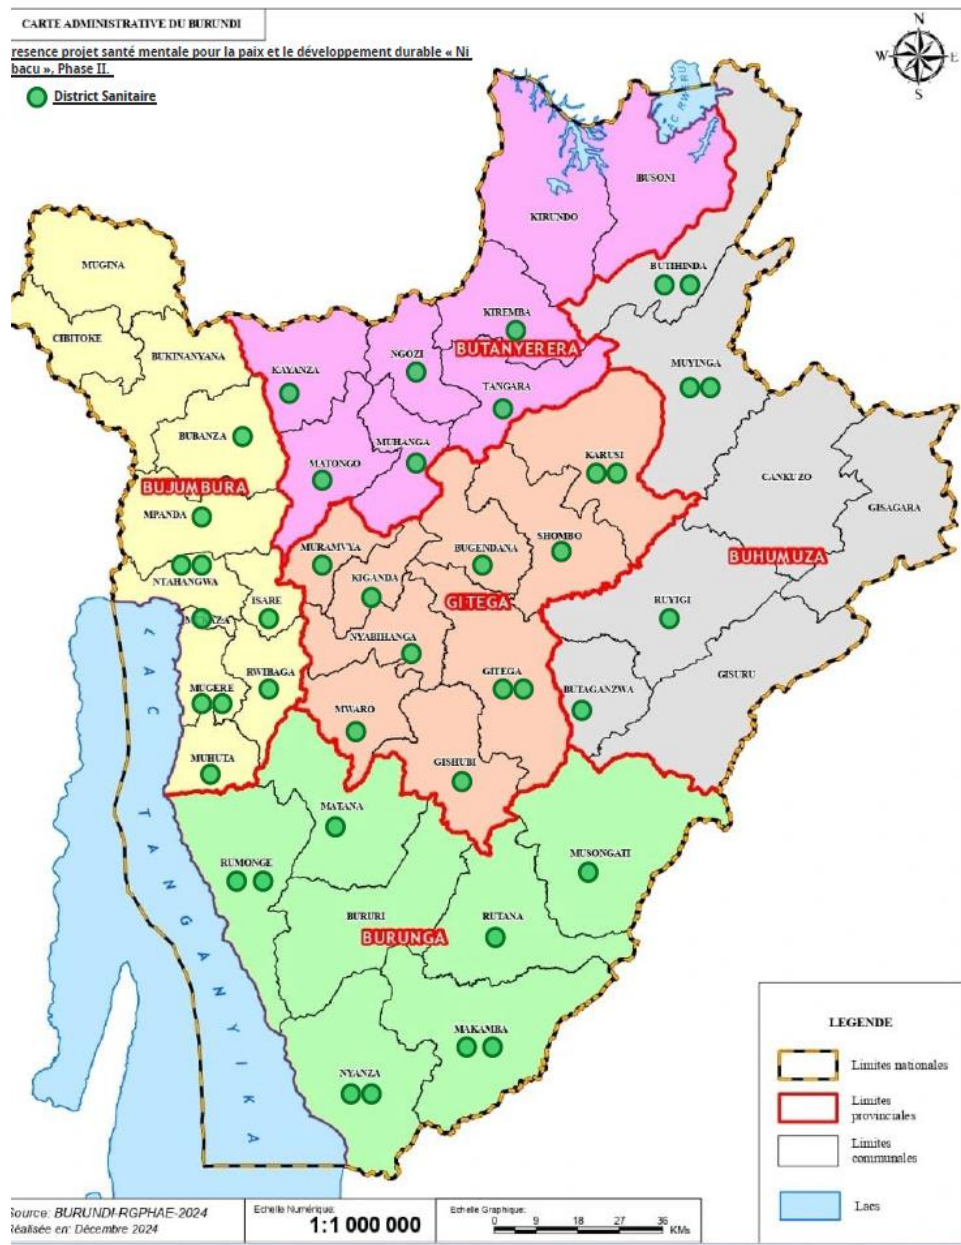 CARTE ADMINISTRATIVE DU BURUNDI
resence projet santé mentale pour la paix et le développement durable « Ni
bacu », Phase II.
District Sanitaire
N
W
E
S
LAC RWERU
BUSONI
KIRUNDO
MUGINA
BUTIHINDA
KIREMBA
CIBITOKE
BUKINANYANA
NGOZI
BUTANYERERA
KAYANZA
MUYINGA
TANGARA
BUBANZA
MUHANGA
MATONGO
KARUSI
CANKUZO
BUJUMBURA
GISAGARA
MPANDA
MURAMVYA
BUGENDANA
SHOMBO
BUHUMUZA
NTAHANGWA
KIGANDA
ISARE
GITEGA
RUYIGI
NYABIHANGA
RWIBAGA
GITEGA
GISURU
MUGERE
BUTAGANZWA
MWARO
MUHUTA
GISHUBI
MATANA
RUMONGE
MUSONGATI
BURURI
RUTANA
BURUNGA
MAKAMBA
NYANZA
LAC TANGANYIKA
LEGENDE
Limites nationales
Limites
provinciales
Limites
communales
Lacs
Source: BURUNDI-RGPHAE-2024
Réalisée en: Décembre 2024
Echelle Numérique:
1:1 000 000
Echelle Graphique:
0 9 18 27 36
KMs